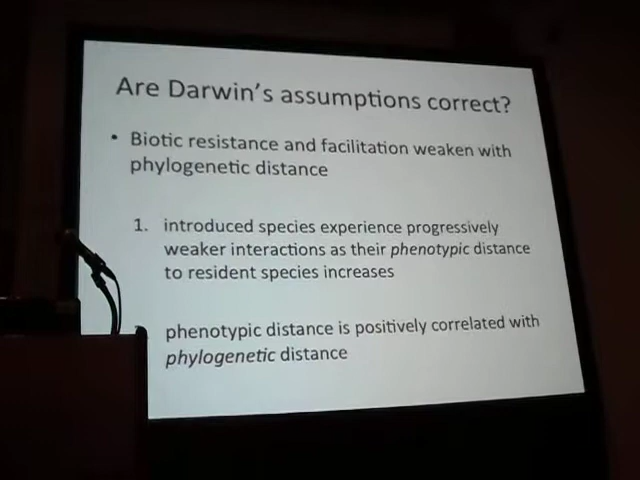 Are Darwin's assumptions correct?
• Biotic resistance and facilitation weaken with
phylogenetic distance
1. introduced species experience progressively
weaker interactions as their phenotypic distance
to resident species increases
phenotypic distance is positively correlated with
phylogenetic distance